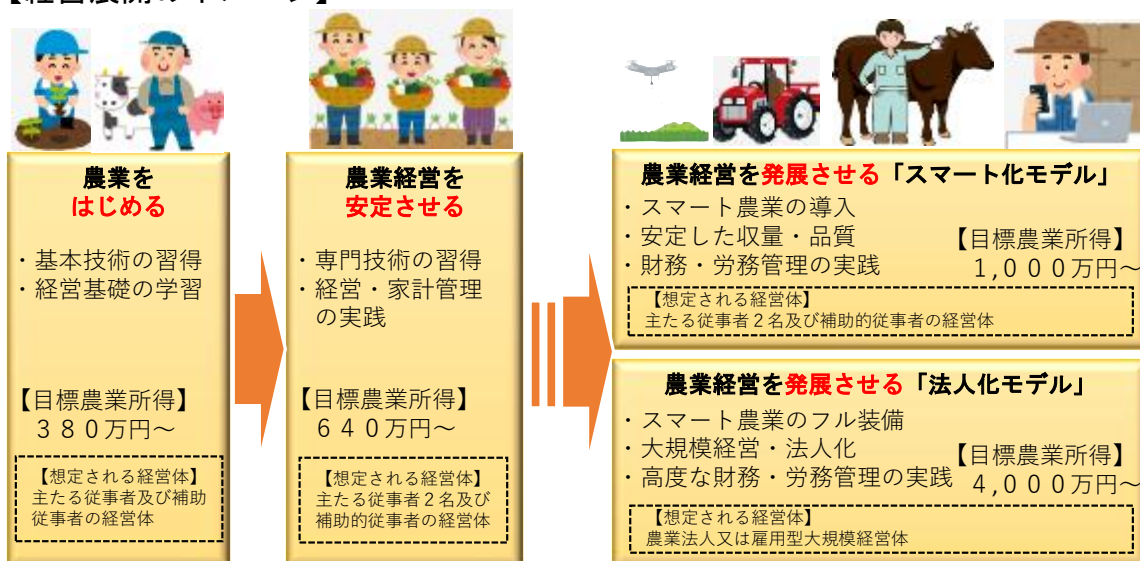 農業を
はじめる
・基本技術の習得
・経営基礎の学習
【目標農業所得】
３８０万円～
【想定される経営体】
主たる従事者及び補助
従事者の経営体
農業経営を
安定させる
・専門技術の習得
・経営・家計管理
の実践
【目標農業所得】
６４０万円～
【想定される経営体】
主たる従事者２名及び
補助的従事者の経営体
農業経営を発展させる「スマート化モデル」
・スマート農業の導入
・安定した収量・品質
・財務・労務管理の実践
【目標農業所得】
1,０００万円～
【想定される経営体】
主たる従事者２名及び補助的従事者の経営体
農業経営を発展させる「法人化モデル」
・スマート農業のフル装備
・大規模経営・法人化
・高度な財務・労務管理の実践
【目標農業所得】
4,０００万円～
【想定される経営体】
農業法人又は雇用型大規模経営体